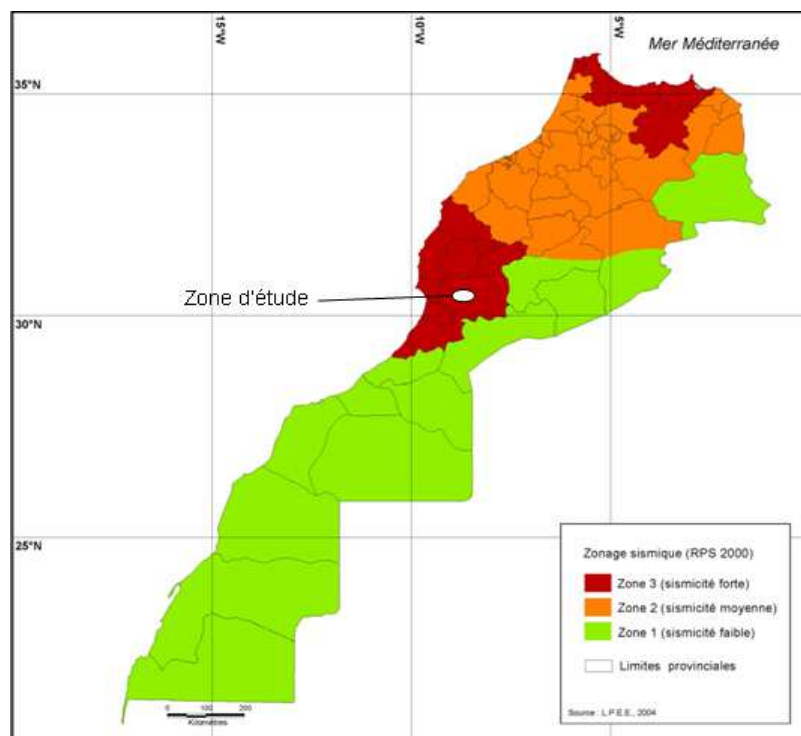 15°W
10°W
5°W
Mer Méditerranée
35°N
Zone d'étude
30°N
25°N
Zonage sismique (RPS 2000)
Zone 3 (sismicité forte)
Zone 2 (sismicité moyenne)
Zone 1 (sismicité faible)
Limites provinciales
Source : L.P.E.E., 2004
0 100 200
Kilomètres